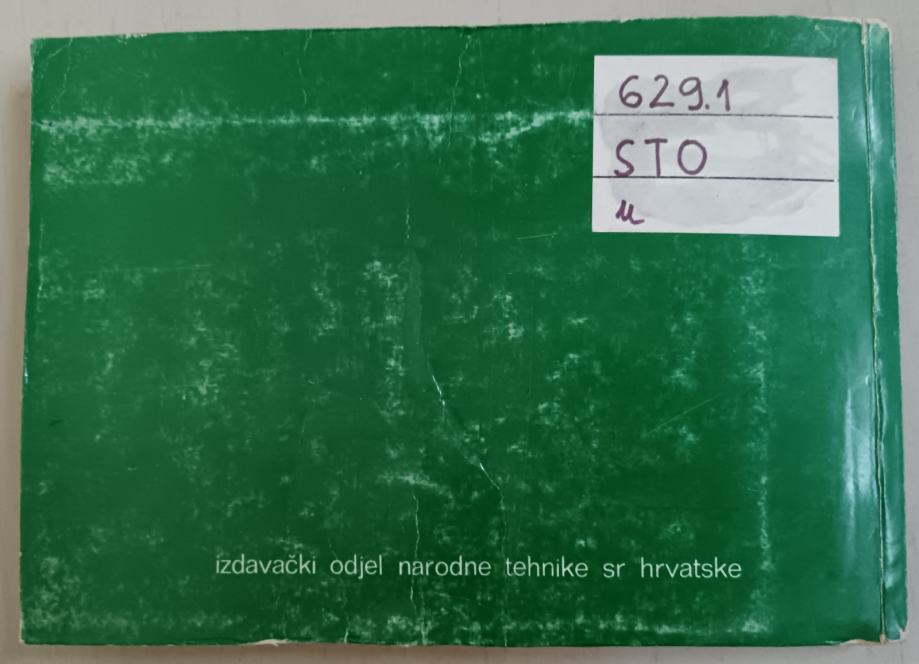 629.1
STO
u
izdavački odjel narodne tehnike sr hrvatske